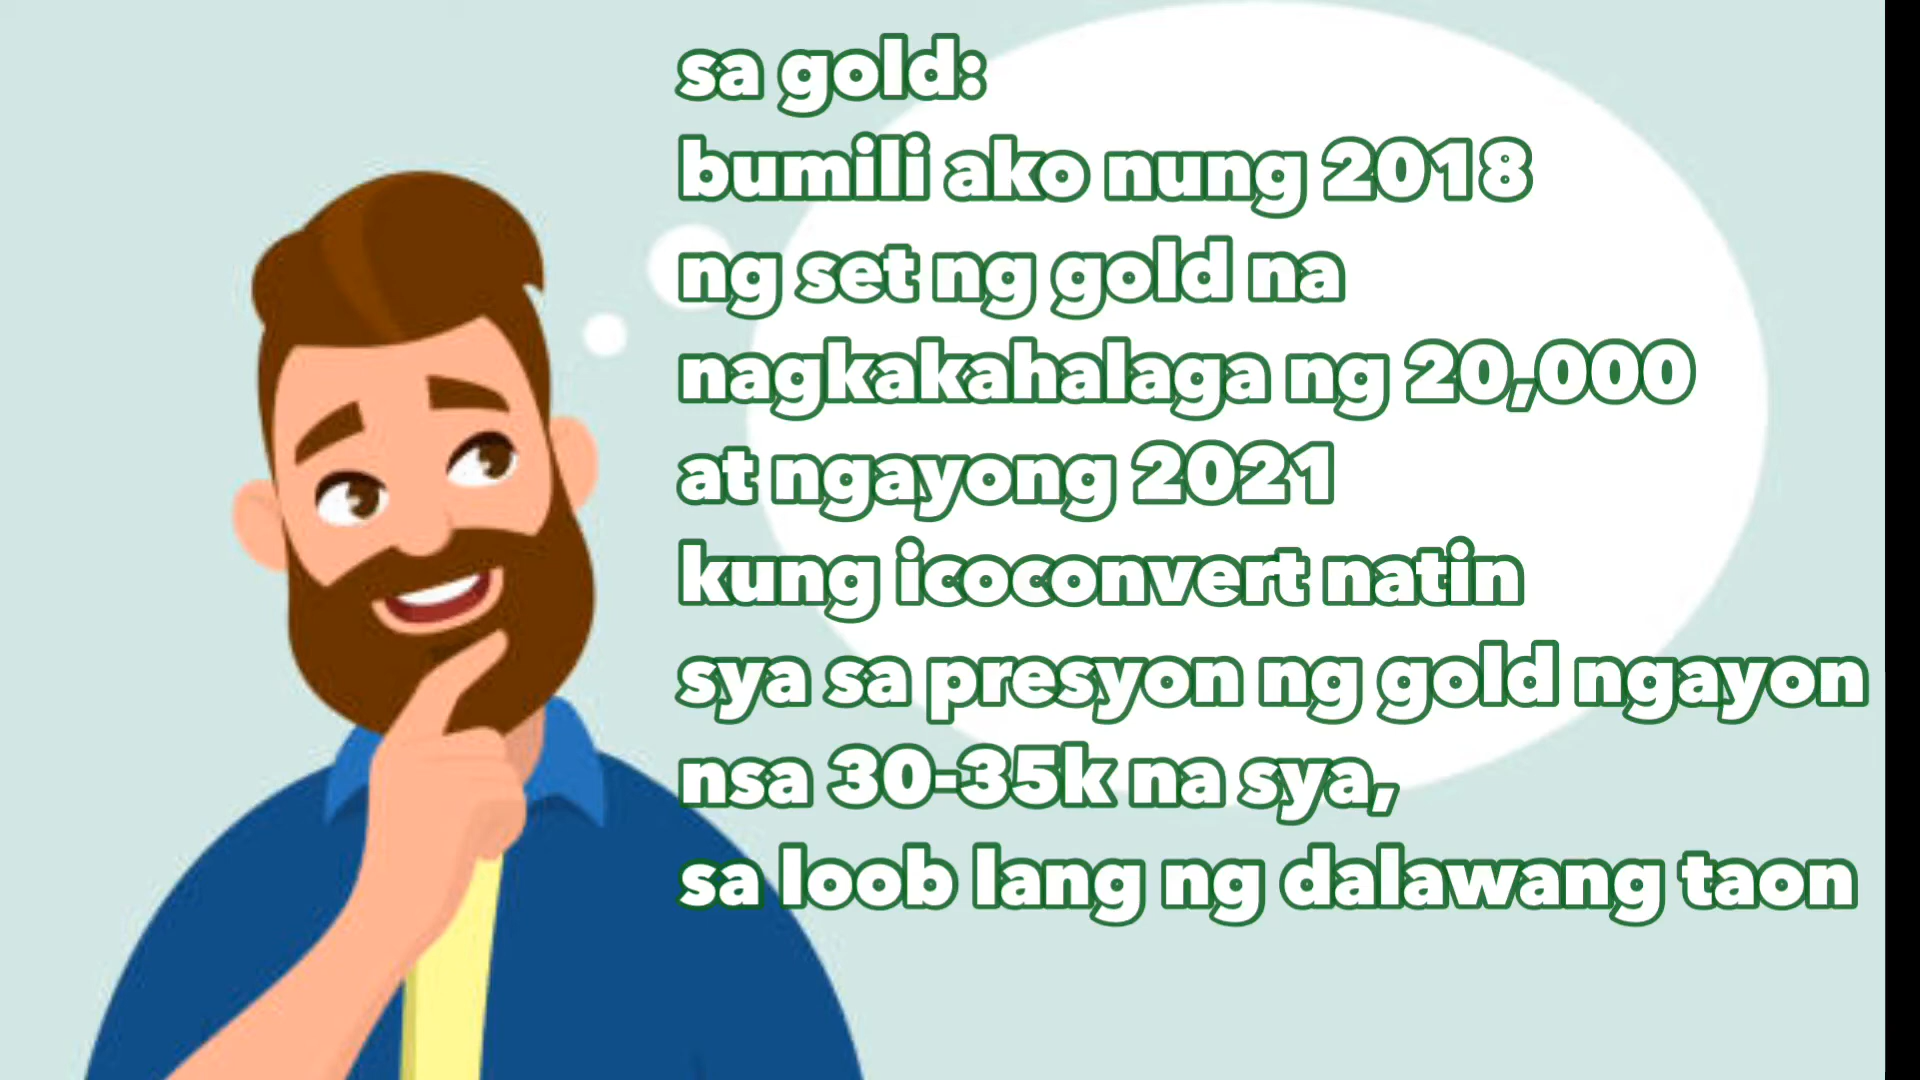 sa gold:
bumili ako nung 2018
ng set ng gold na
nagkakahalaga ng 20,000
at ngayong 2021
kung icoconvert natin
sya sa presyon ng gold ngayon
nsa 30-35k na sya,
sa loob lang ng dalawang taon